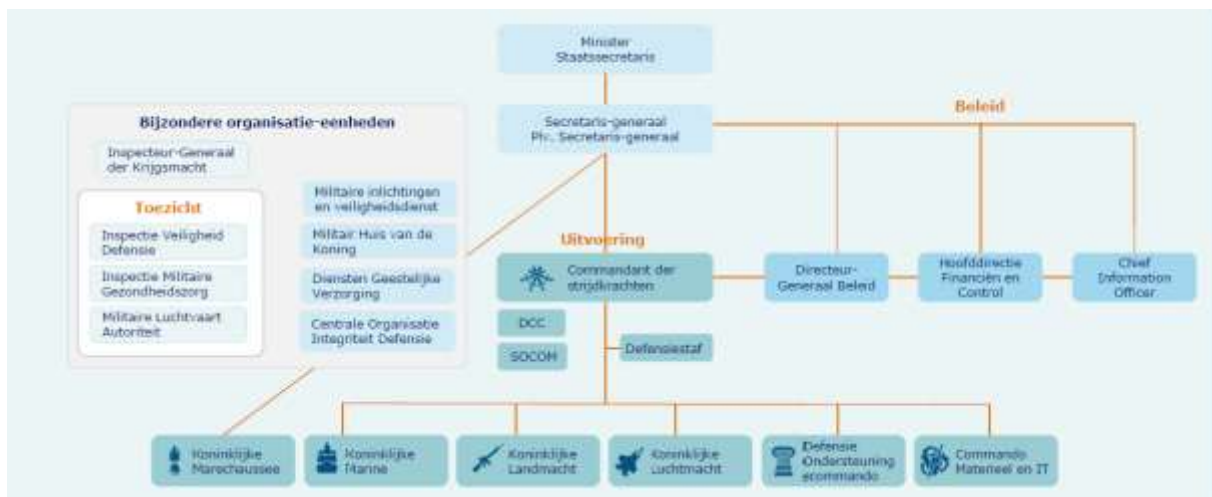 Minister
Staatssecretaris
Secretaris-generaal
Plv. Secretaris-generaal
Beleid
Bijzondere organisatie-eenheden
Inspecteur-Generaal
der Krijgsmacht
Toezicht
Inspectie Veiligheid
Defensie
Inspectie Militaire
Gezondheidszorg
Militaire Luchtvaart
Autoriteit
Militaire inlichtingen
en veiligheidsdienst
Militair Huis van de
Koning
Diensten Geestelijke
Verzorging
Centrale Organisatie
Integriteit Defensie
Uitvoering
Commandant der
strijdkrachten
Directeur-
Generaal Beleid
Hoofddirectie
Financiën en
Control
Chief
Information
Officer
DCC
SOCOM
Defensiestaf
Koninklijke
Marechaussee
Koninklijke
Marine
Koninklijke
Landmacht
Koninklijke
Luchtmacht
Defensie
Ondersteuning
scommando
Commando
Materieel en IT